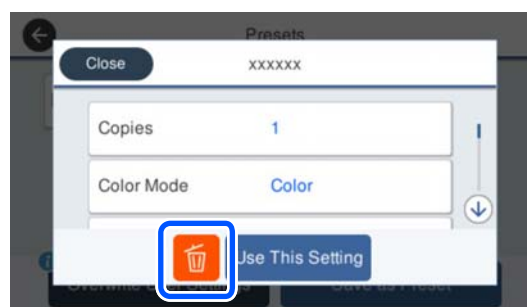 Presets
Close
xxxxxx
Copies 1
Color Mode Color
Use This Setting